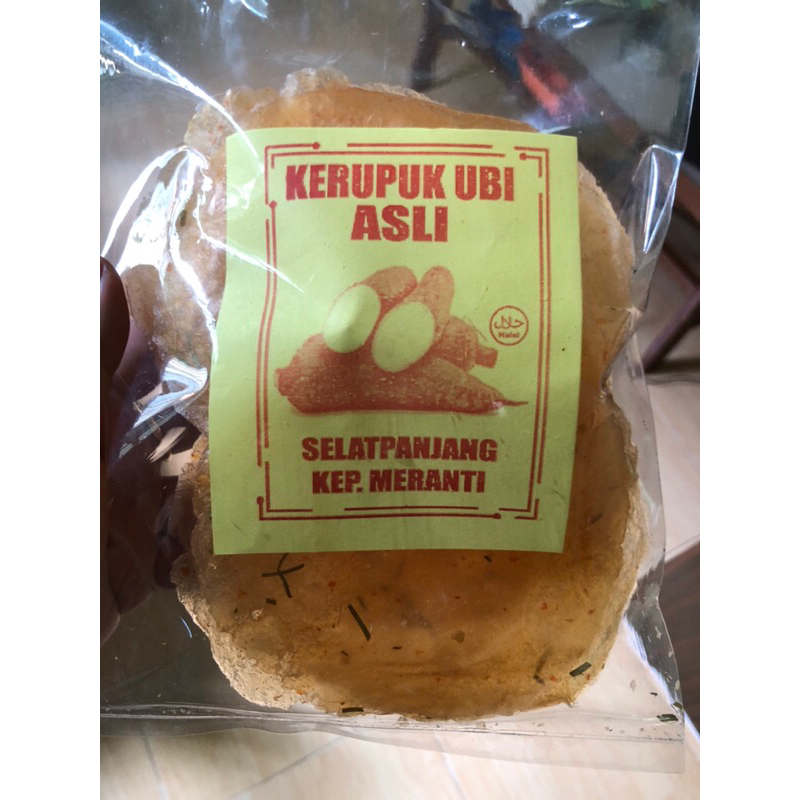 KERUPUK UBI
ASLI
حلال
Halal
SELATPANJANG
KEP. MERANTI